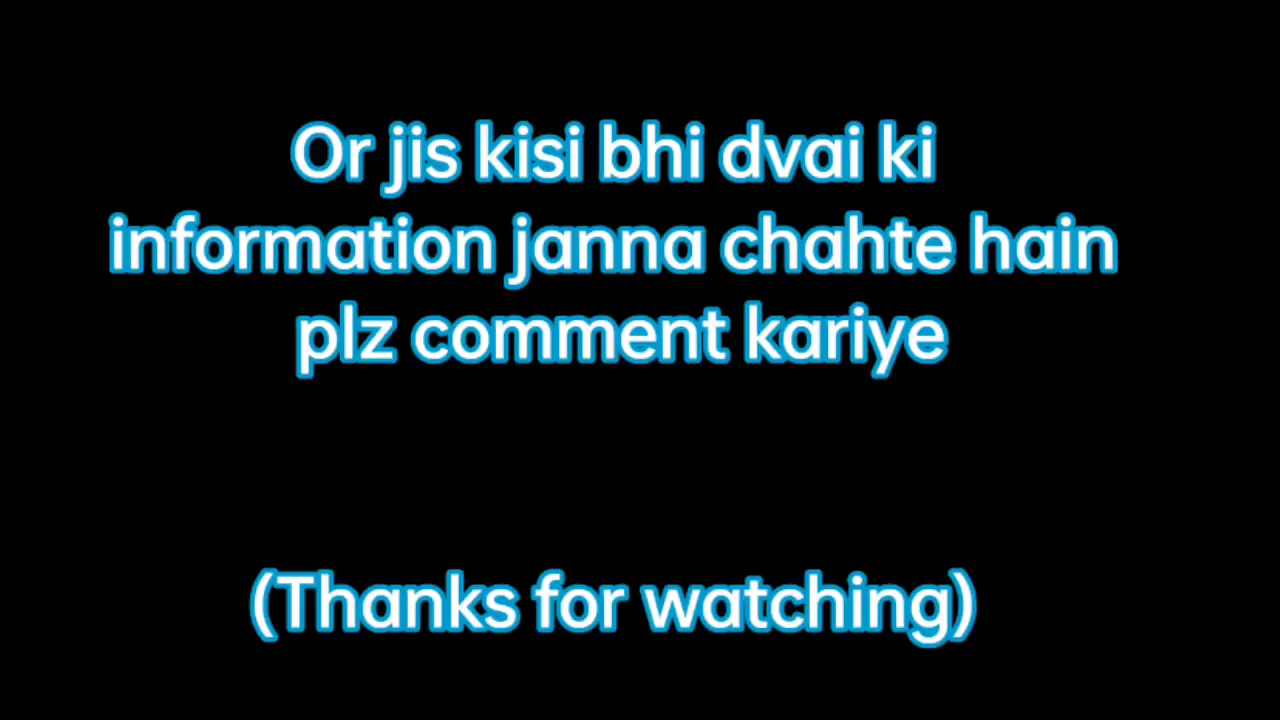 Or jis kisi bhi dvai ki
information janna chahte hain
plz comment kariye
(Thanks for watching)